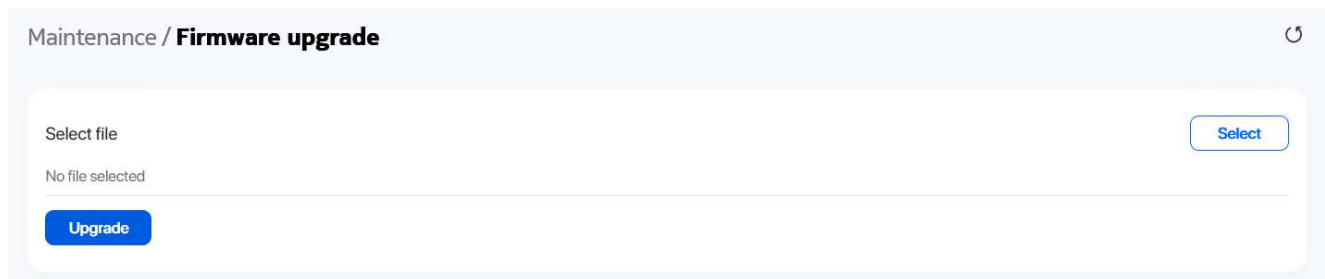 Maintenance / Firmware upgrade
Select file
Select
No file selected
Upgrade